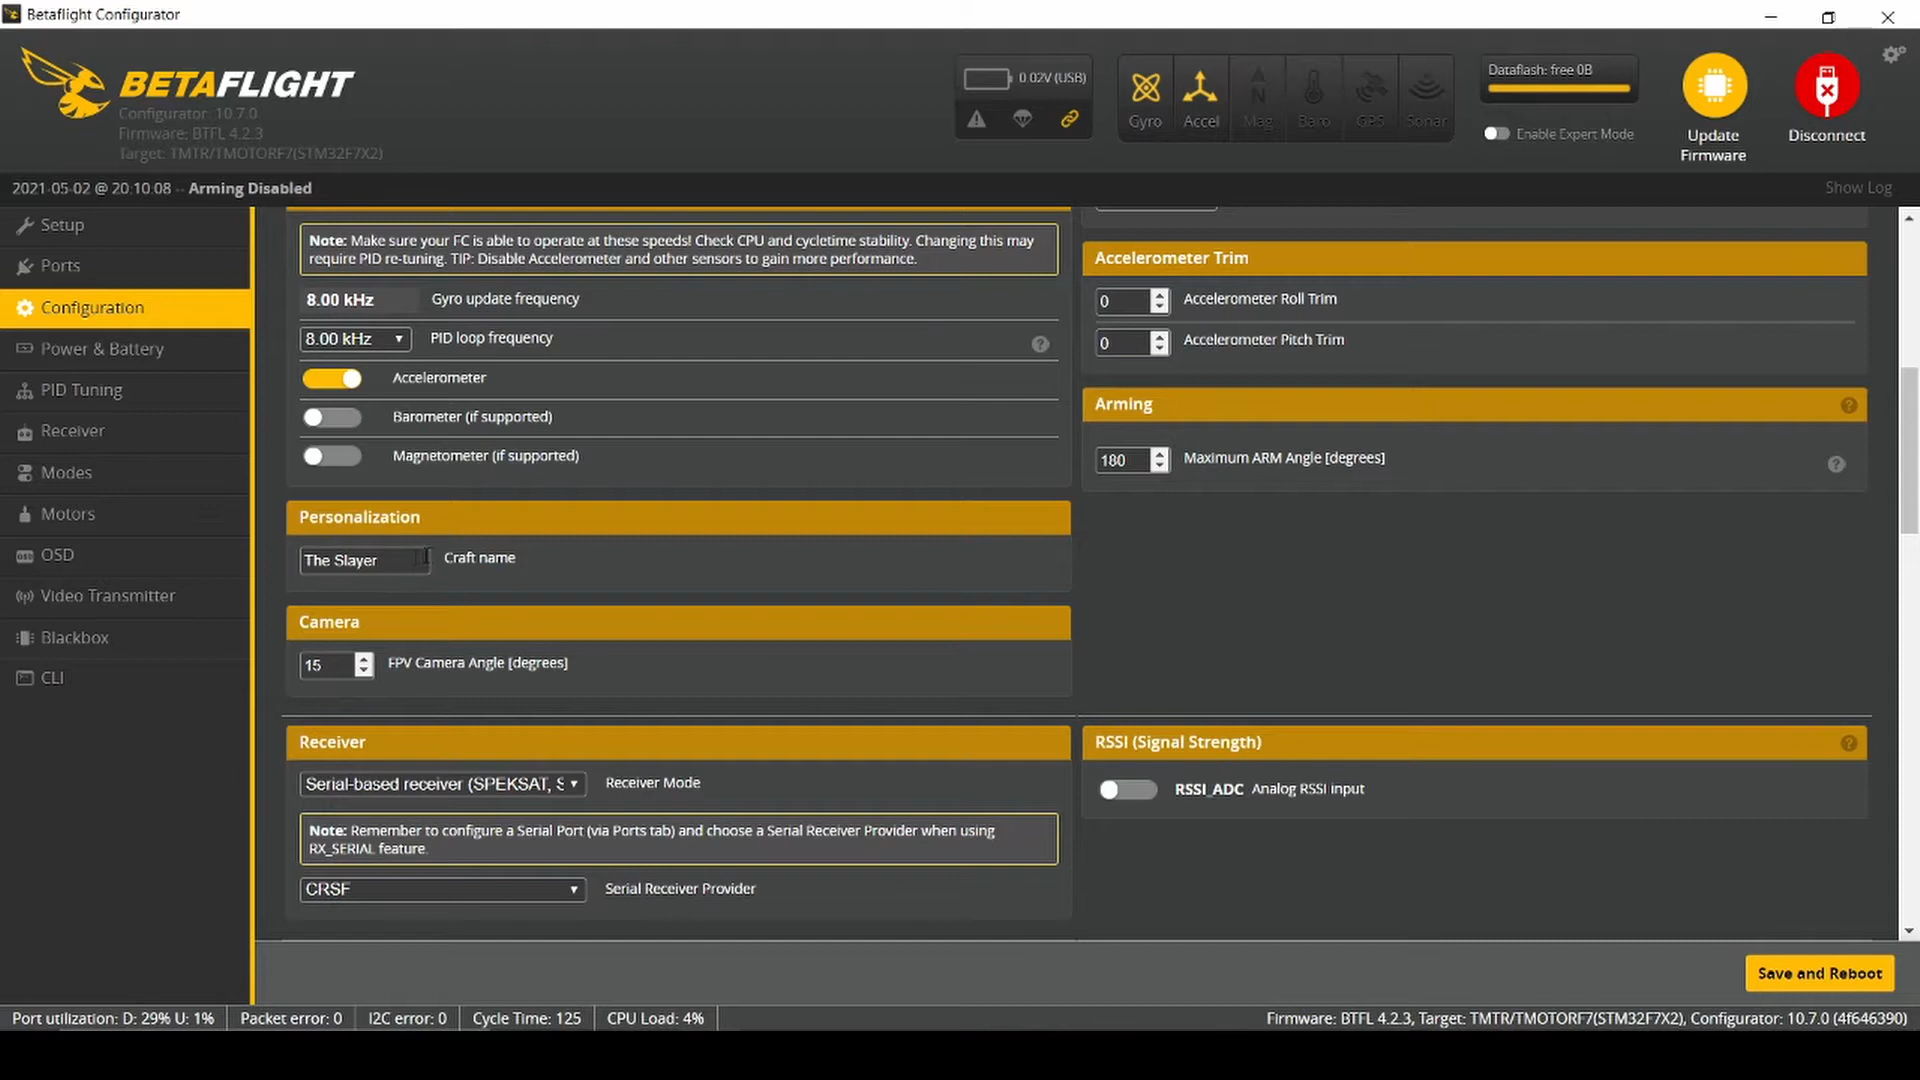 Betaflight Configurator
BETAFLIGHT
Configurator: 10.7.0
Firmware: BTFL 4.2.3
Target: TMTR/TMOTORF7(STM32F7X2)
0.02V (USB)
Gyro
Accel
Mag
Baro
GPS
Sonar
Dataflash: free 0B
Enable Expert Mode
Update
Firmware
Disconnect
2021-05-02 @ 20:10:08 -- Arming Disabled
Show Log
Setup
Ports
Configuration
Power & Battery
PID Tuning
Receiver
Modes
Motors
OSD
Video Transmitter
Blackbox
CLI
Note: Make sure your FC is able to operate at these speeds! Check CPU and cycletime stability. Changing this may
require PID re-tuning. TIP: Disable Accelerometer and other sensors to gain more performance.
8.00 kHz Gyro update frequency
8.00 kHz PID loop frequency
Accelerometer
Barometer (if supported)
Magnetometer (if supported)
Accelerometer Trim
0 Accelerometer Roll Trim
0 Accelerometer Pitch Trim
Arming
180 Maximum ARM Angle [degrees]
Personalization
The Slayer Craft name
Camera
15 FPV Camera Angle [degrees]
Receiver
Serial-based receiver (SPEKSAT, S Receiver Mode
Note: Remember to configure a Serial Port (via Ports tab) and choose a Serial Receiver Provider when using
RX_SERIAL feature.
CRSF Serial Receiver Provider
RSSI (Signal Strength)
RSSI_ADC Analog RSSI input
Save and Reboot
Port utilization: D: 29% U: 1% Packet error: 0 I2C error: 0 Cycle Time: 125 CPU Load: 4% Firmware: BTFL 4.2.3, Target: TMTR/TMOTORF7(STM32F7X2), Configurator: 10.7.0 (4f646390)